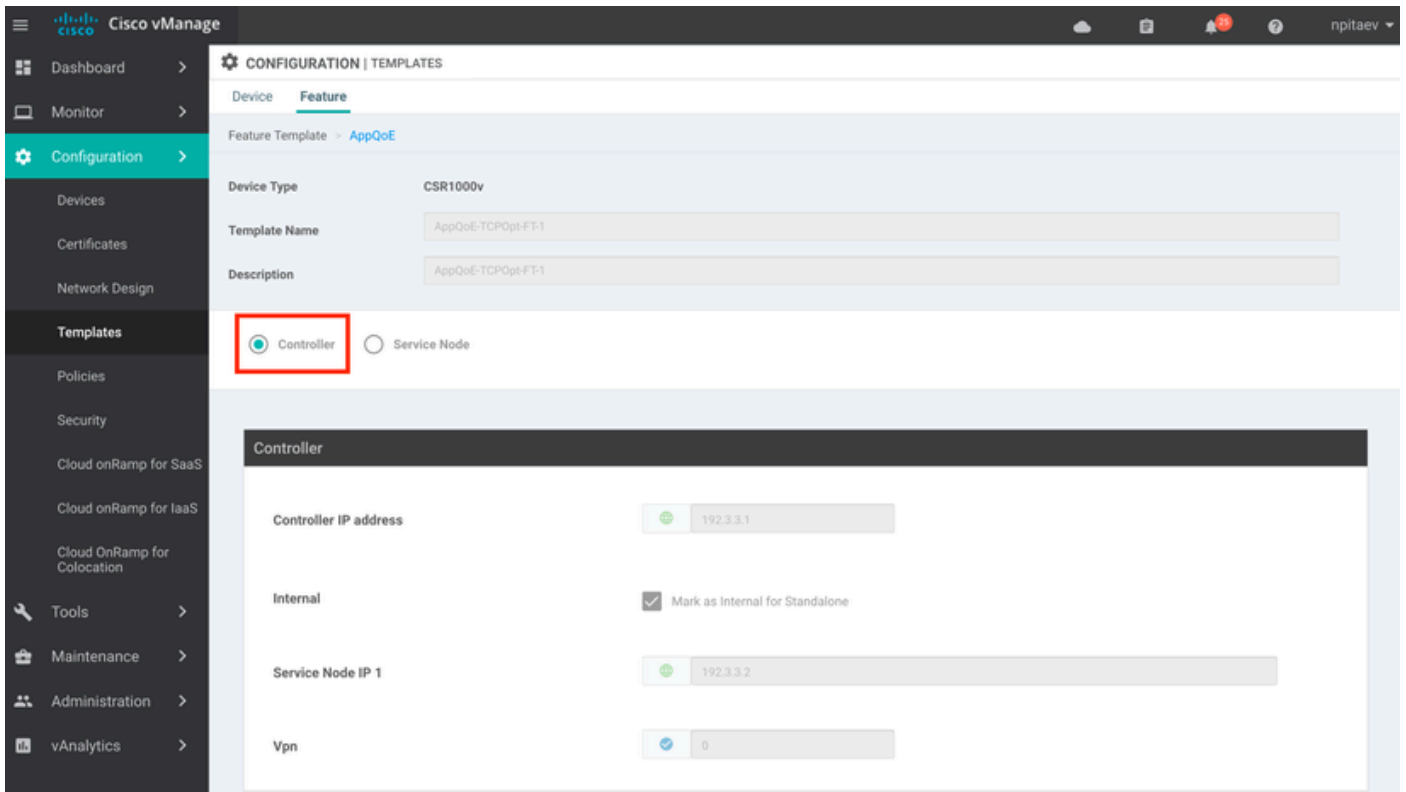 cisco Cisco vManage
25
npitaev
Dashboard
Monitor
Configuration
Devices
Certificates
Network Design
Templates
Policies
Security
Cloud onRamp for SaaS
Cloud onRamp for IaaS
Cloud OnRamp for
Colocation
Tools
Maintenance
Administration
vAnalytics
CONFIGURATION | TEMPLATES
Device Feature
Feature Template > AppQoE
Device Type CSR1000v
Template Name AppQoE-TCPOpt-FT-1
Description AppQoE-TCPOpt-FT-1
Controller Service Node
Controller
Controller IP address 192.3.3.1
Internal Mark as Internal for Standalone
Service Node IP 1 192.3.3.2
Vpn 0